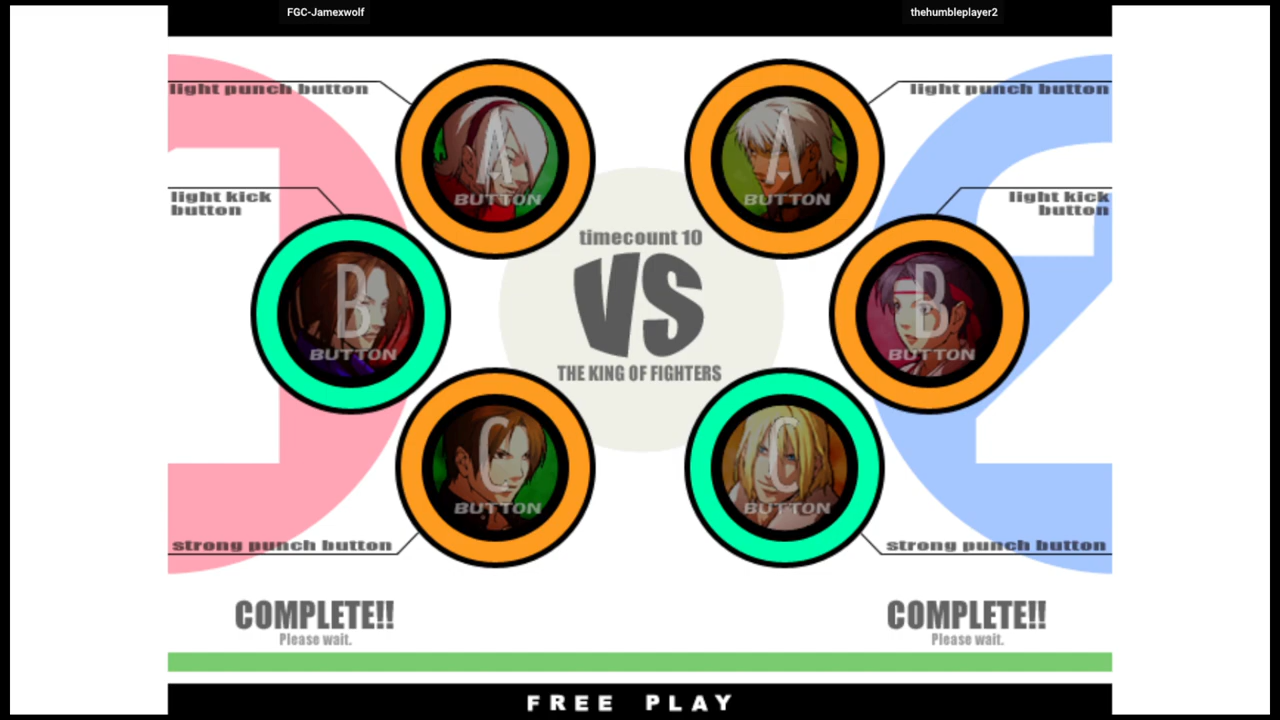 FGC-Jamexwolf
thehumbleplayer2
light punch button
light punch button
A
BUTTON
A
BUTTON
light kick
button
light kick
button
timecount 10
VS
THE KING OF FIGHTERS
B
BUTTON
B
BUTTON
C
BUTTON
C
BUTTON
strong punch button
strong punch button
COMPLETE!!
Please wait.
COMPLETE!!
Please wait.
FREE PLAY